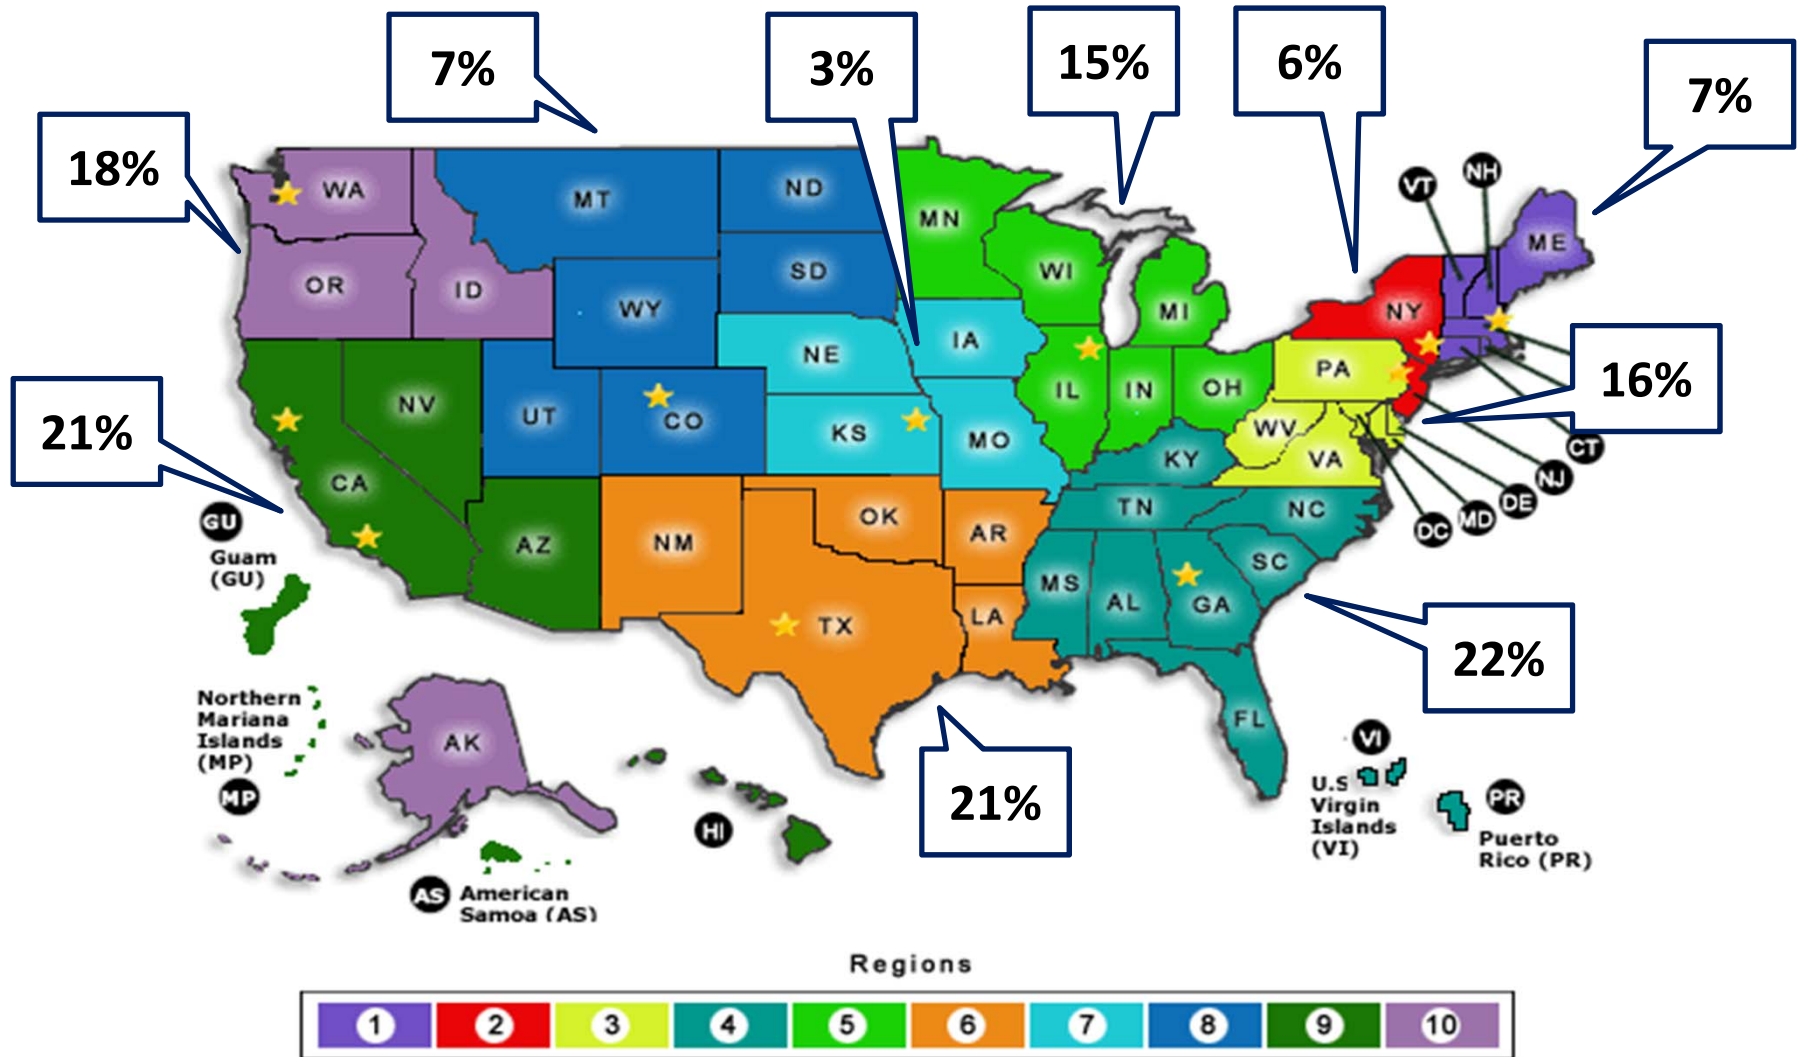 7%
3%
15%
6%
7%
18%
VT
NH
WA
MT
ND
MN
ME
OR
ID
SD
WI
WY
MI
NY
NE
IA
PA
16%
NV
UT
CO
KS
MO
IL
IN
OH
WV
VA
KY
21%
CA
CT
NJ
DE
MD
DC
GU
Guam
(GU)
AZ
NM
OK
AR
TN
NC
SC
MS
AL
GA
TX
LA
22%
FL
Northern
Mariana
Islands
(MP)
MP
AK
HI
21%
VI
U.S
Virgin
Islands
(VI)
PR
Puerto
Rico (PR)
AS
American
Samoa (AS)
Regions
1 2 3 4 5 6 7 8 9 10